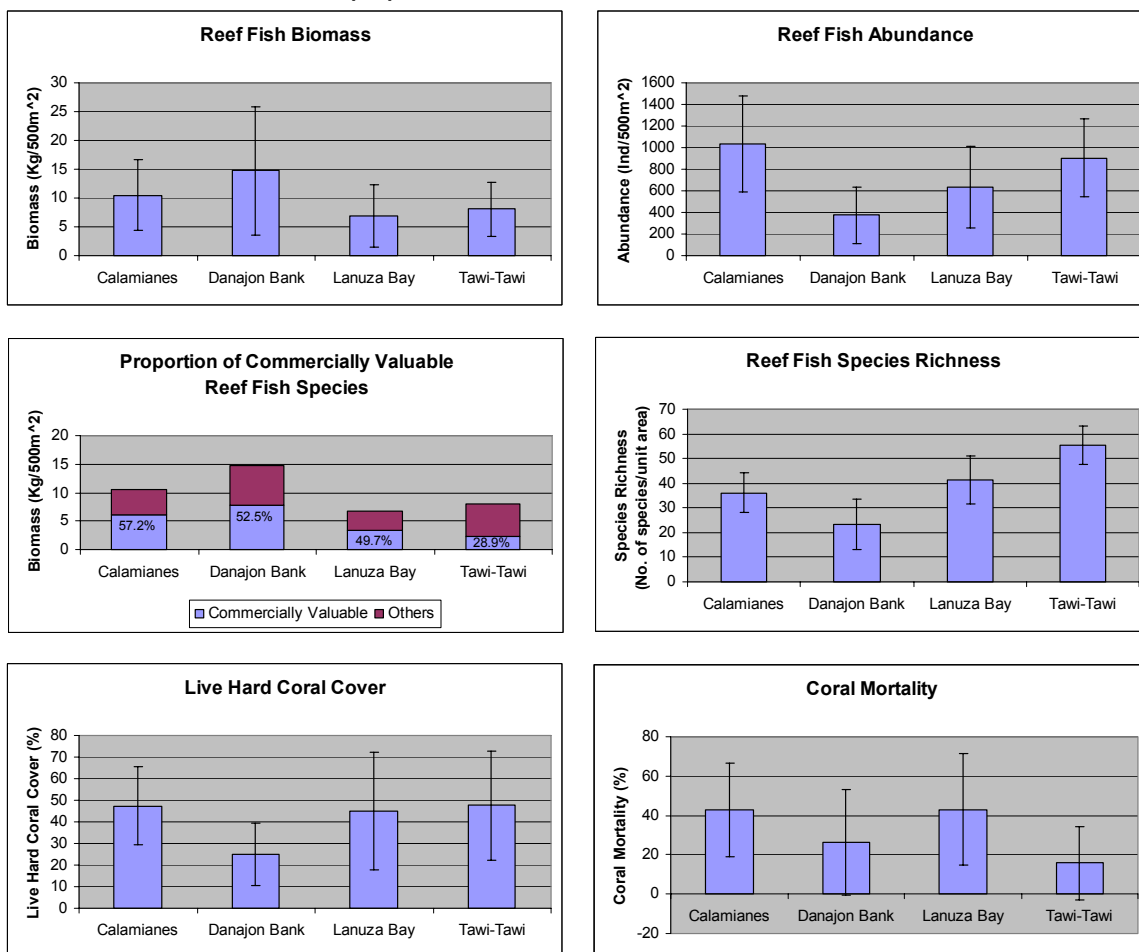 Reef Fish Biomass
Biomass (Kg/500m^2)
30
25
20
15
10
5
0
Calamianes Danajon Bank Lanuza Bay Tawi-Tawi
Reef Fish Abundance
Abundance (Ind/500m^2)
1600
1400
1200
1000
800
600
400
200
0
Calamianes Danajon Bank Lanuza Bay Tawi-Tawi
Proportion of Commercially Valuable
Reef Fish Species
Biomass (Kg/500m^2)
20
15
10
5
0
57.2% 52.5% 49.7% 28.9%
Calamianes Danajon Bank Lanuza Bay Tawi-Tawi
Commercially Valuable Others
Reef Fish Species Richness
Species Richness
(No. of species/unit area)
70
60
50
40
30
20
10
0
Calamianes Danajon Bank Lanuza Bay Tawi-Tawi
Live Hard Coral Cover
Live Hard Coral Cover (%)
80
70
60
50
40
30
20
10
0
Calamianes Danajon Bank Lanuza Bay Tawi-Tawi
Coral Mortality
Coral Mortality (%)
80
60
40
20
0
-20
Calamianes Danajon Bank Lanuza Bay Tawi-Tawi